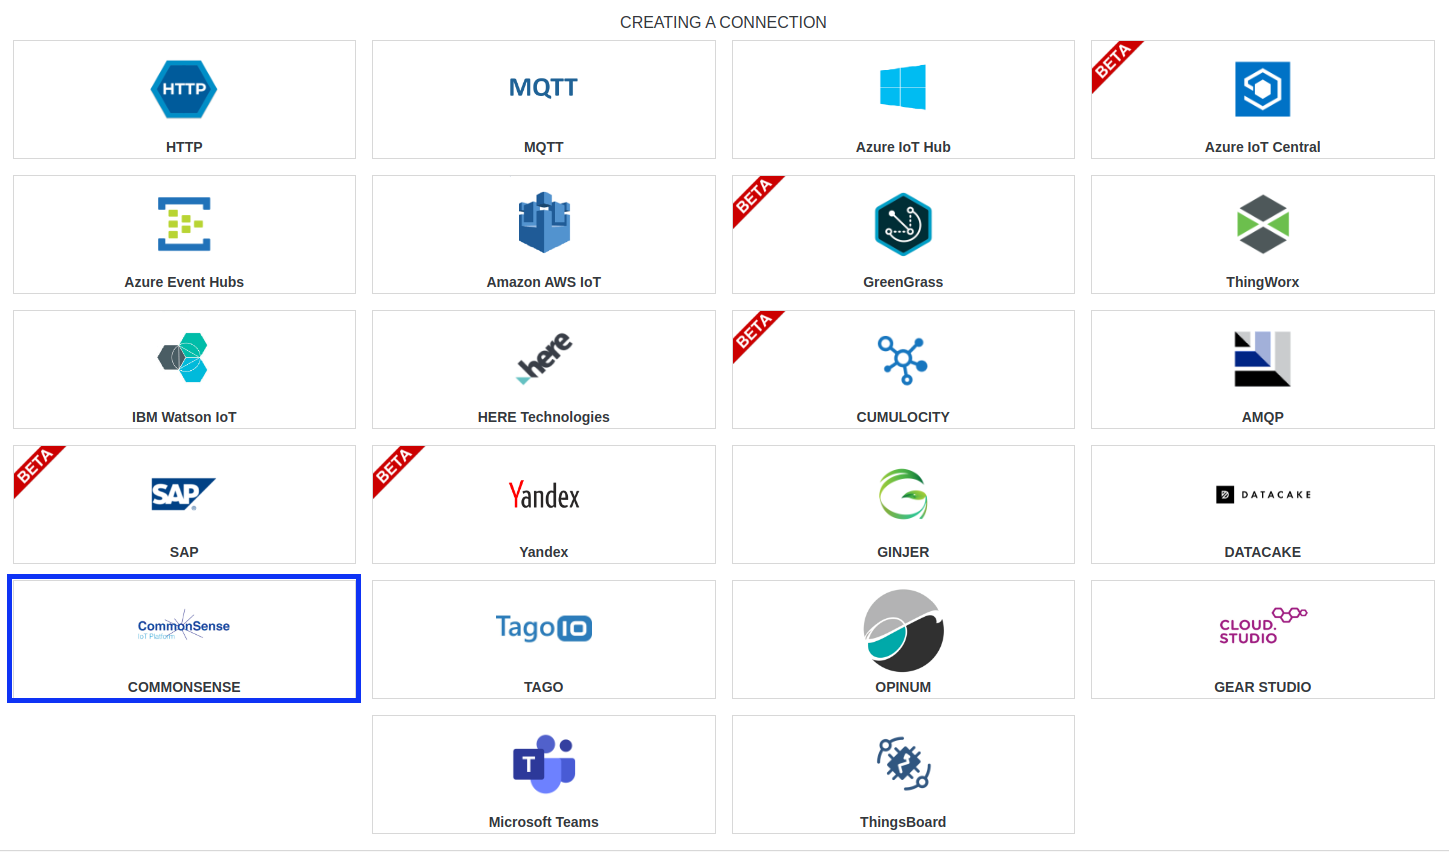 CREATING A CONNECTION
HTTP
HTTP
MQTT
MQTT
Azure IoT Hub
BETA
Azure IoT Central
Azure Event Hubs
Amazon AWS IoT
BETA
GreenGrass
ThingWorx
IBM Watson IoT
here
HERE Technologies
BETA
CUMULOCITY
AMQP
BETA
SAP
SAP
BETA
Yandex
Yandex
GINJER
DATACAKE
DATACAKE
CommonSense
IoT Platform
COMMONSENSE
Tago IO
TAGO
OPINUM
CLOUD.
STUDIO
GEAR STUDIO
T
Microsoft Teams
ThingsBoard